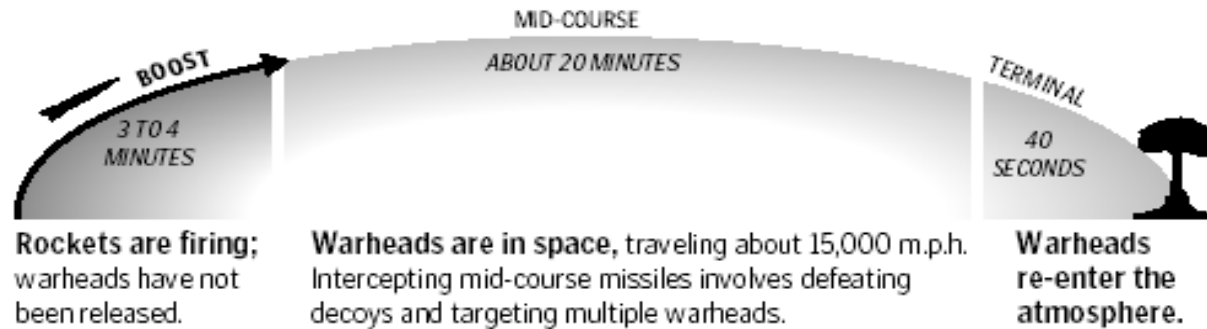 MID-COURSE
BOOST
ABOUT 20 MINUTES
TERMINAL
3 TO 4
MINUTES
40
SECONDS
Rockets are firing;
warheads have not
been released.
Warheads are in space, traveling about 15,000 m.p.h.
Intercepting mid-course missiles involves defeating
decoys and targeting multiple warheads.
Warheads
re-enter the
atmosphere.